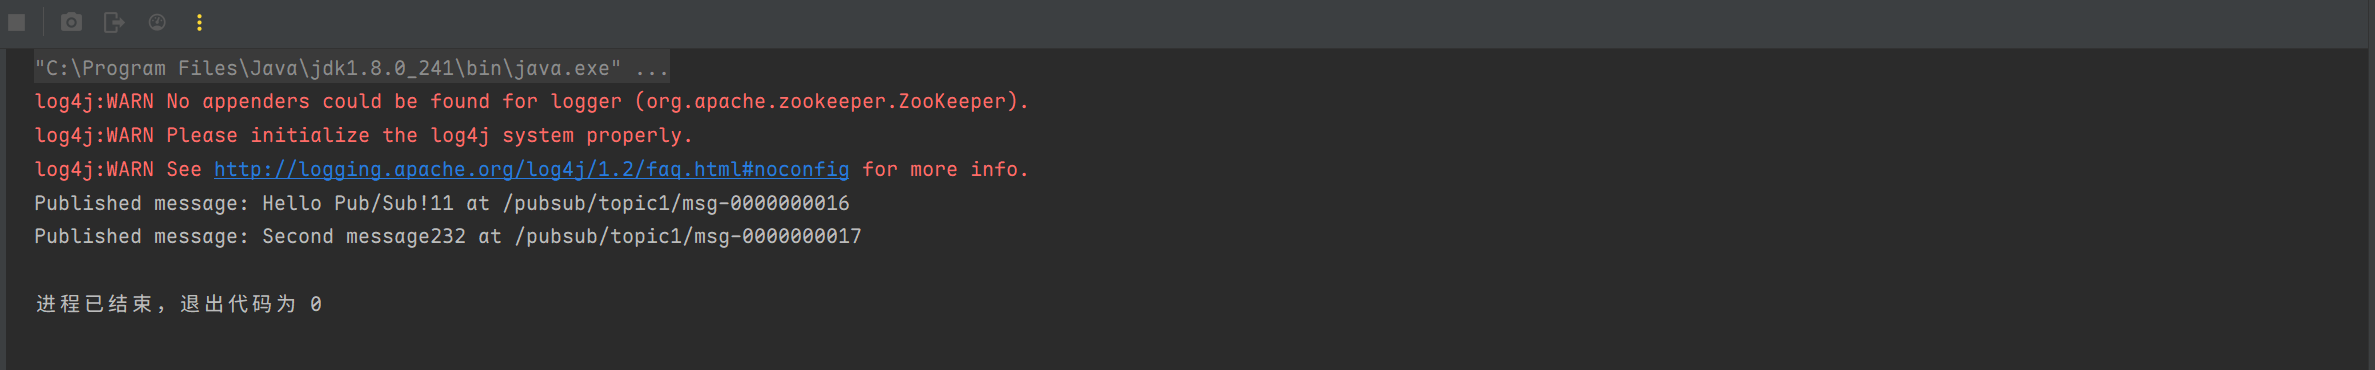 "C:\Program Files\Java\jdk1.8.0_241\bin\java.exe" ...
log4j:WARN No appenders could be found for logger (org.apache.zookeeper.ZooKeeper).
log4j:WARN Please initialize the log4j system properly.
log4j:WARN See http://logging.apache.org/log4j/1.2/faq.html#noconfig for more info.
Published message: Hello Pub/Sub!11 at /pubsub/topic1/msg-0000000016
Published message: Second message232 at /pubsub/topic1/msg-0000000017
进程已结束，退出代码为 0